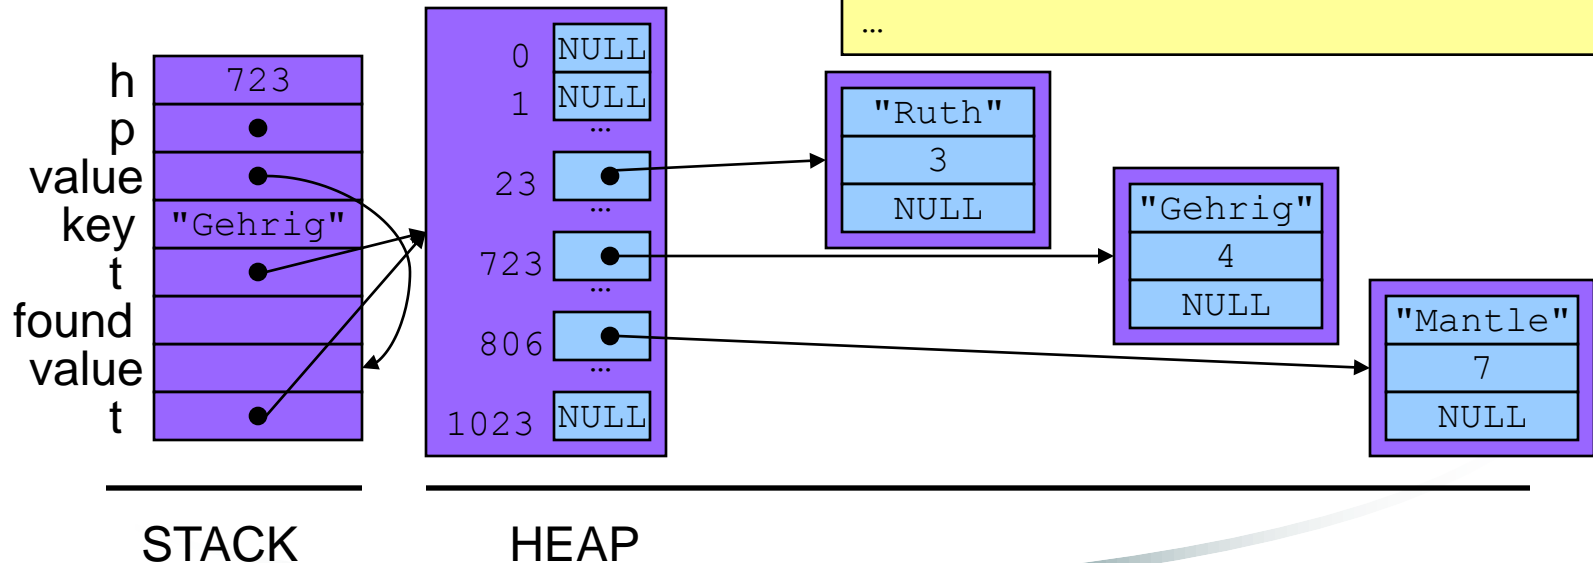 …
h 723
p
value
key "Gehrig"
t
found
value
t
0 NULL
1 NULL
…
23
…
723
…
806
…
1023 NULL
"Ruth"
3
NULL
"Gehrig"
4
NULL
"Mantle"
7
NULL
STACK
HEAP